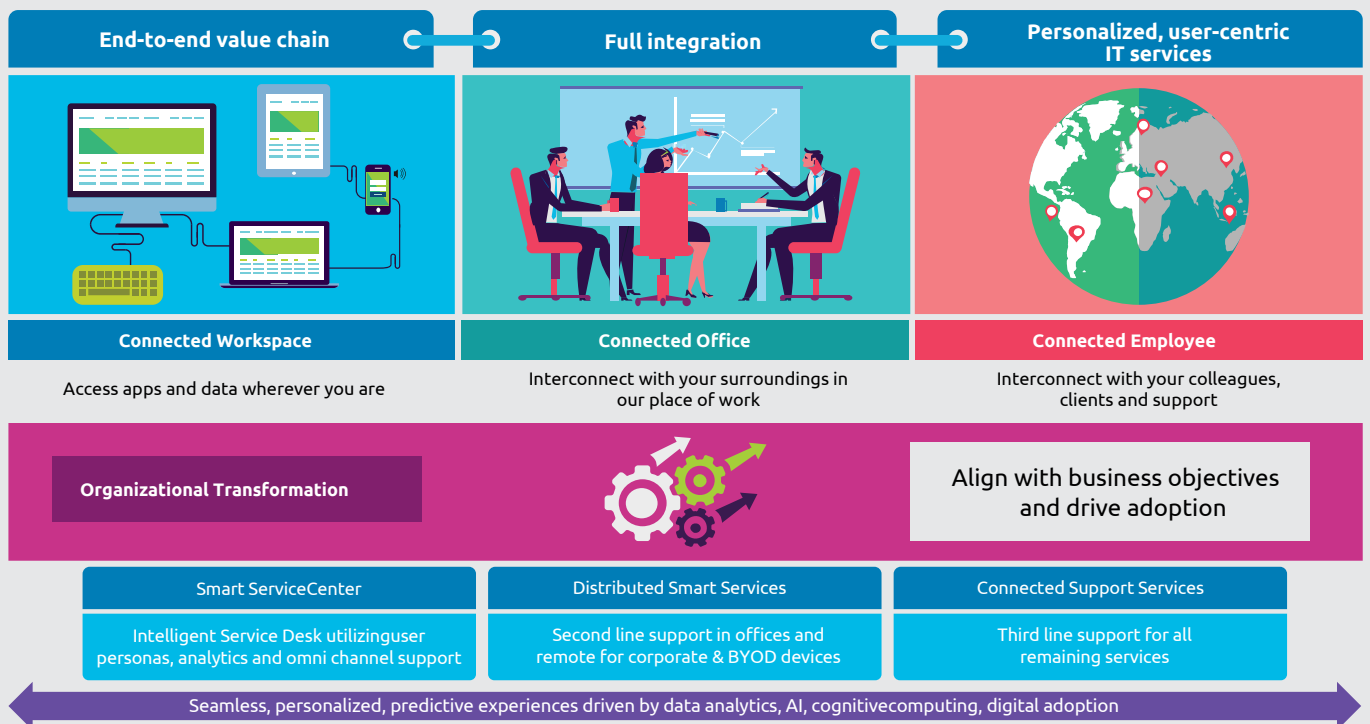 End-to-end value chain
Full integration
Personalized, user-centric
IT services
Connected Workspace
Connected Office
Connected Employee
Access apps and data wherever you are
Interconnect with your surroundings in
our place of work
Interconnect with your colleagues,
clients and support
Organizational Transformation
Align with business objectives
and drive adoption
Smart ServiceCenter
Distributed Smart Services
Connected Support Services
Intelligent Service Desk utilizinguser
personas, analytics and omni channel support
Second line support in offices and
remote for corporate & BYOD devices
Third line support for all
remaining services
Seamless, personalized, predictive experiences driven by data analytics, AI, cognitivecomputing, digital adoption